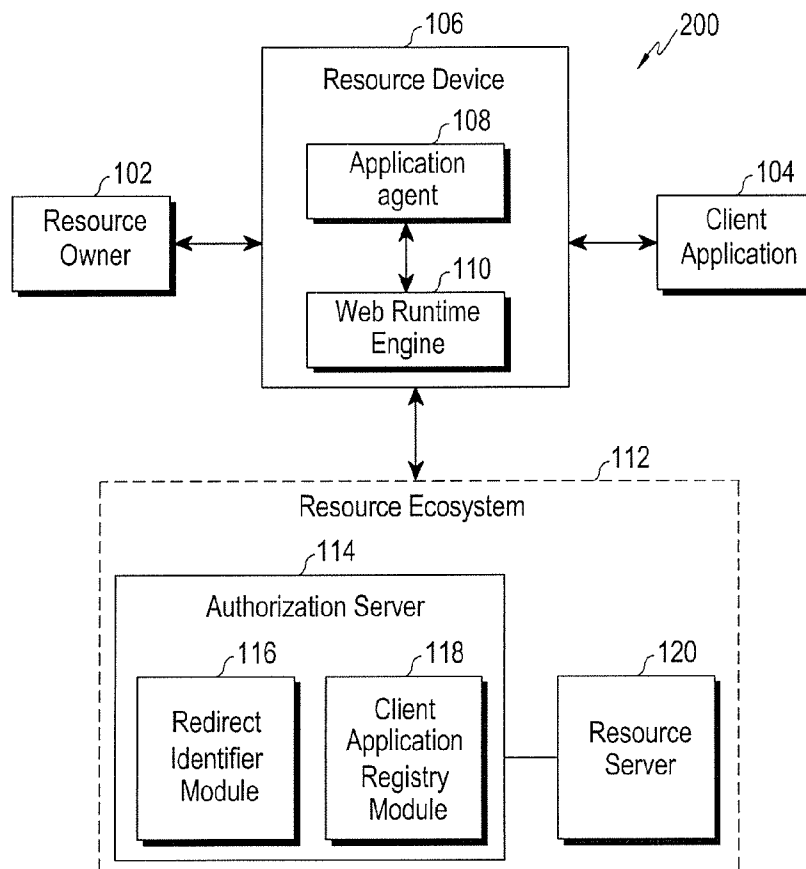 106
200
Resource Device
108
Application
agent
102
Resource
Owner
104
Client
Application
110
Web Runtime
Engine
112
Resource Ecosystem
114
Authorization Server
116
Redirect
Identifier
Module
118
Client
Application
Registry
Module
120
Resource
Server